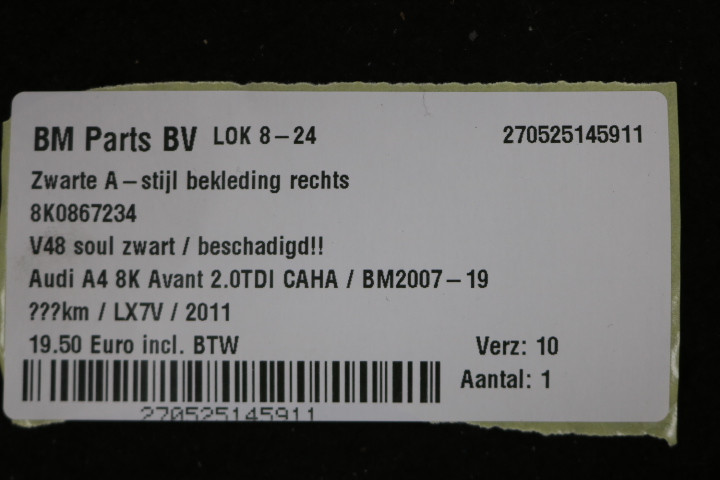 BM Parts BV LOK 8-24 270525145911
Zwarte A-stijl bekleding rechts
8K0867234
V48 soul zwart / beschadigd!!
Audi A4 8K Avant 2.0TDI CAHA / BM2007-19
???km / LX7V / 2011
19.50 Euro incl. BTW Verz: 10
Aantal: 1
270525145911